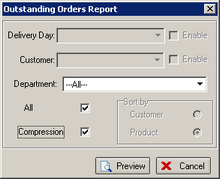 Outstanding Orders Report
Delivery Day: Enable
Customer: Enable
Department: ---All---
All
Sort by
Customer
Compression
Product
Preview Cancel